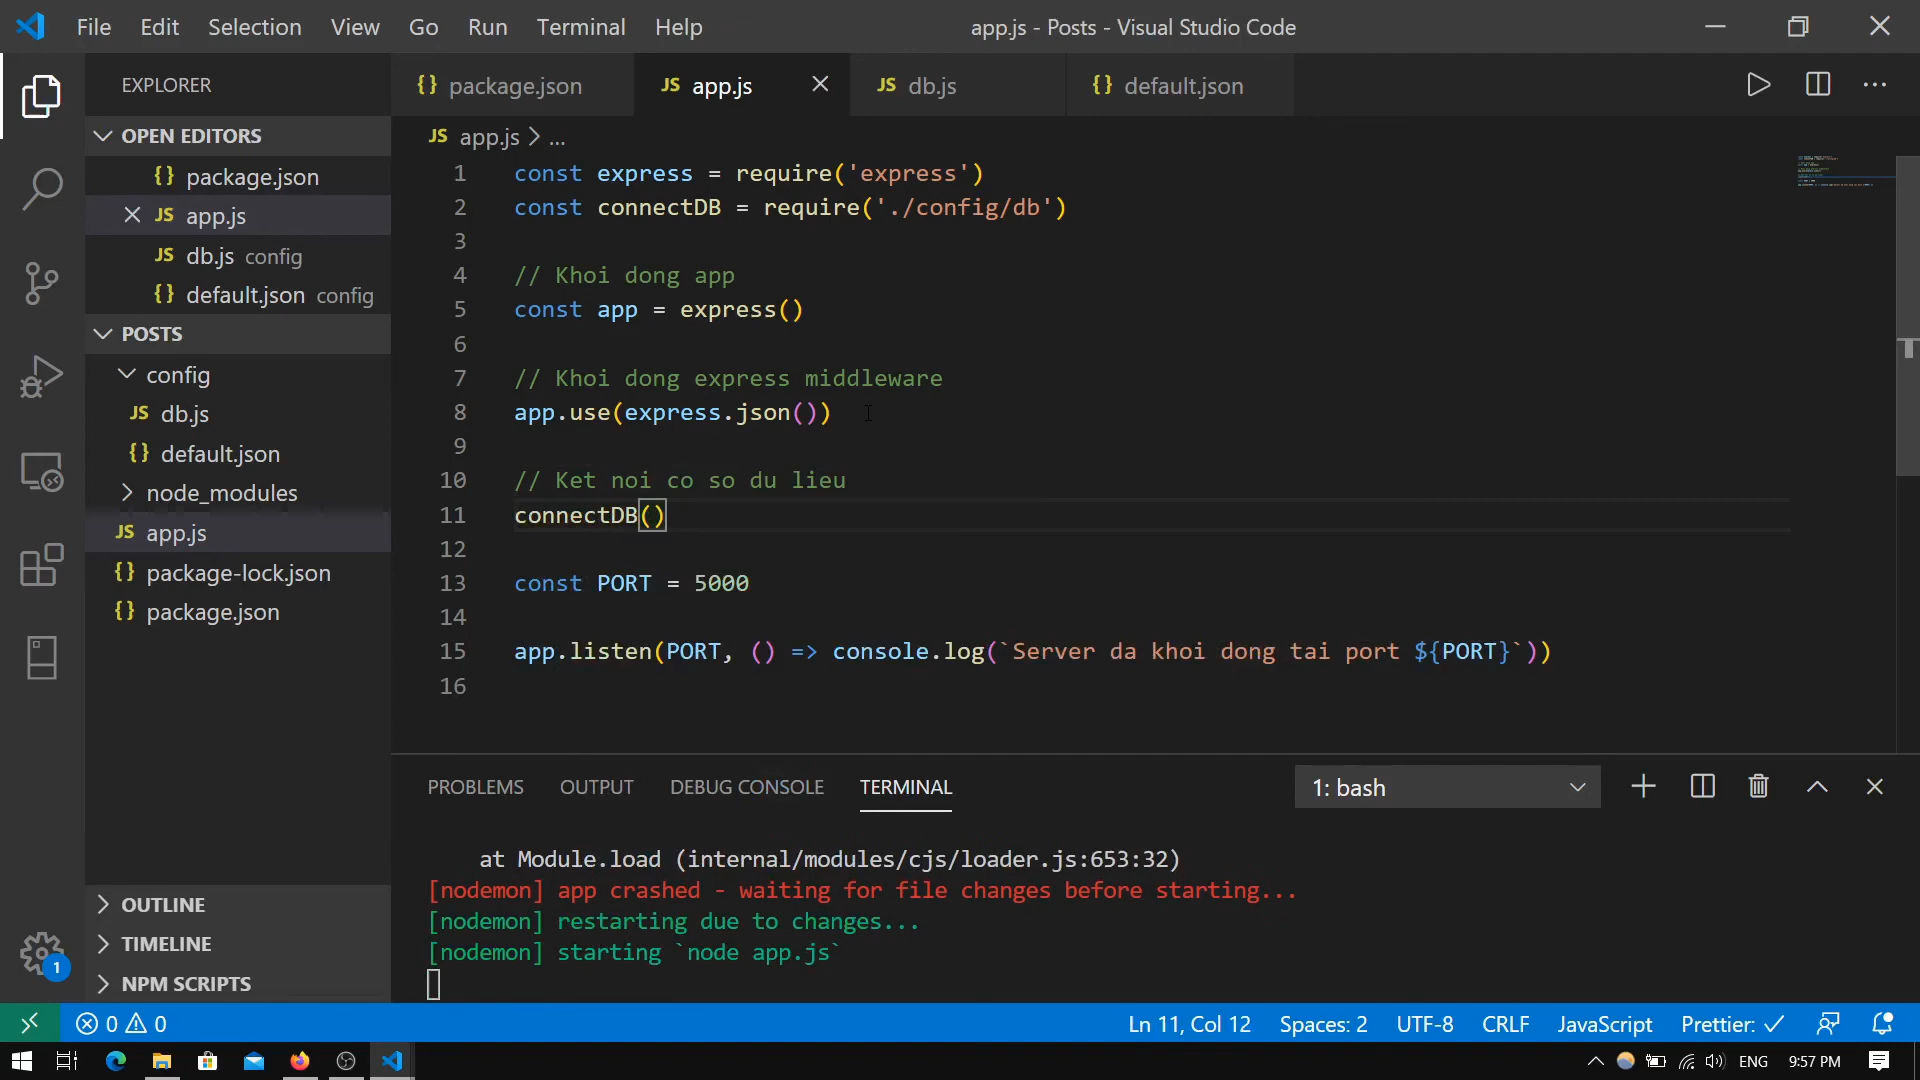 File Edit Selection View Go Run Terminal Help
app.js - Posts - Visual Studio Code
EXPLORER
OPEN EDITORS
{} package.json
JS app.js
JS db.js config
{} default.json config
POSTS
config
JS db.js
{} default.json
node_modules
JS app.js
{} package-lock.json
{} package.json
OUTLINE
TIMELINE
NPM SCRIPTS
1
{} package.json
JS app.js
JS db.js
{} default.json
JS app.js > ...
1 const express = require('express')
2 const connectDB = require('./config/db')
3
4 // Khoi dong app
5 const app = express()
6
7 // Khoi dong express middleware
8 app.use(express.json())
9
10 // Ket noi co so du lieu
11 connectDB()
12
13 const PORT = 5000
14
15 app.listen(PORT, () => console.log(`Server da khoi dong tai port ${PORT}`))
16
PROBLEMS OUTPUT DEBUG CONSOLE TERMINAL
1: bash
at Module.load (internal/modules/cjs/loader.js:653:32)
[nodemon] app crashed - waiting for file changes before starting...
[nodemon] restarting due to changes...
[nodemon] starting `node app.js`
0 0
Ln 11, Col 12 Spaces: 2 UTF-8 CRLF JavaScript Prettier: ✓
ENG 9:57 PM